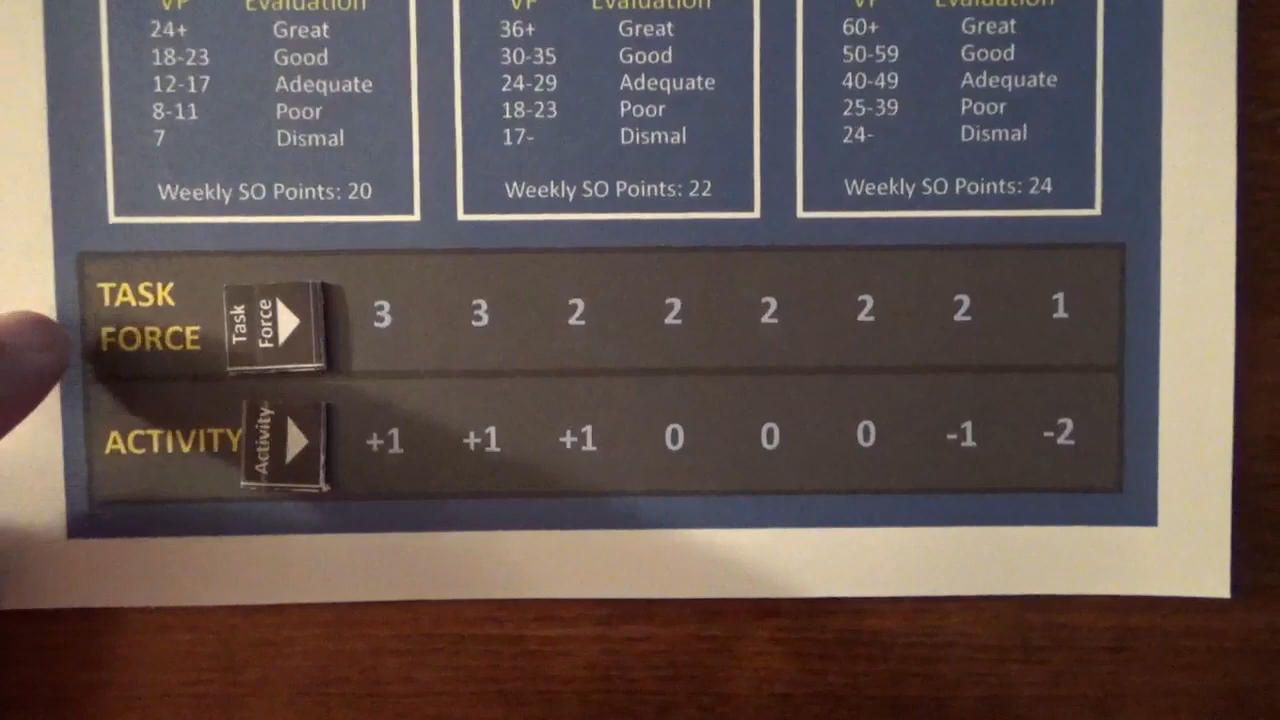 VP Evaluation
24+ Great
18-23 Good
12-17 Adequate
8-11 Poor
7 Dismal
Weekly SO Points: 20
VP Evaluation
36+ Great
30-35 Good
24-29 Adequate
18-23 Poor
17- Dismal
Weekly SO Points: 22
VP Evaluation
60+ Great
50-59 Good
40-49 Adequate
25-39 Poor
24- Dismal
Weekly SO Points: 24
TASK
FORCE
Task
Force
3 3 2 2 2 2 2 1
ACTIVITY
Activity
+1 +1 +1 0 0 0 -1 -2